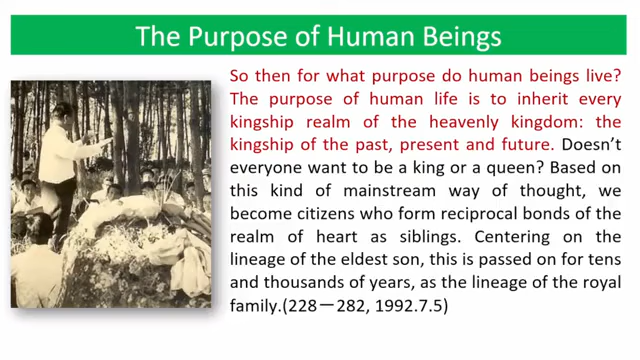 The Purpose of Human Beings
So then for what purpose do human beings live?
The purpose of human life is to inherit every
kingship realm of the heavenly kingdom: the
kingship of the past, present and future. Doesn't
everyone want to be a king or a queen? Based on
this kind of mainstream way of thought, we
become citizens who form reciprocal bonds of the
realm of heart as siblings. Centering on the
lineage of the eldest son, this is passed on for tens
and thousands of years, as the lineage of the royal
family.(228－282, 1992.7.5)